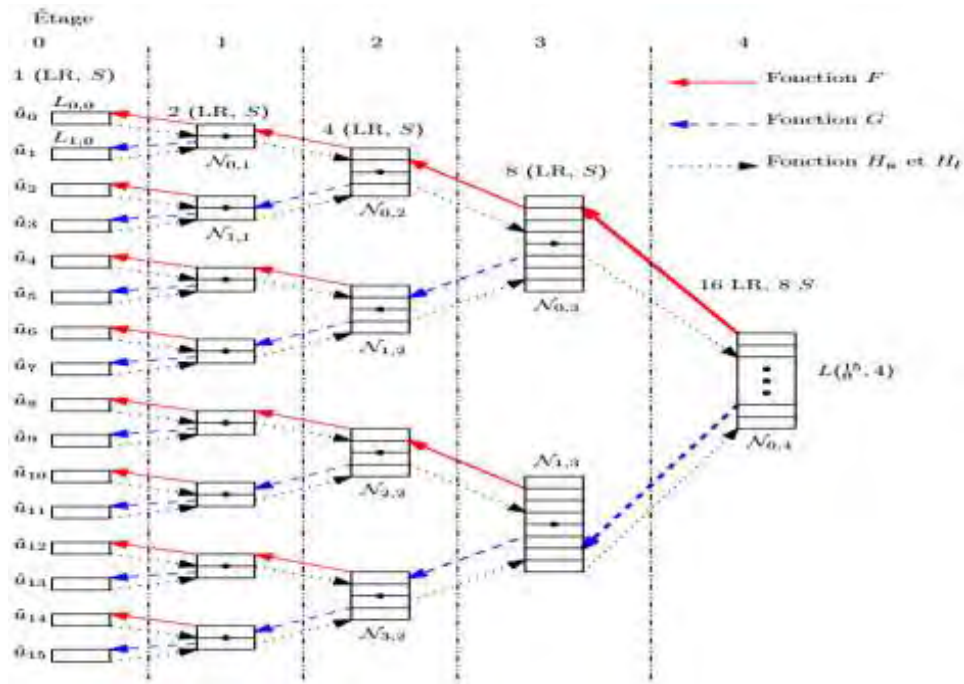 Étage
0 1 2 3 4
1 (LR, S)
L₀,₀
û₀
L₁,₀
û₁
û₂
û₃
û₄
û₅
û₆
û₇
û₈
û₉
û₁₀
û₁₁
û₁₂
û₁₃
û₁₄
û₁₅
2 (LR, S)
𝒩₀,₁
𝒩₁,₁
4 (LR, S)
𝒩₀,₂
𝒩₁,₂
𝒩₂,₂
𝒩₃,₂
8 (LR, S)
𝒩₀,₃
𝒩₁,₃
16 LR, 8 S
L(₀¹⁵, 4)
𝒩₀,₄
Fonction F
Fonction G
Fonction Hᵤ et Hₗ